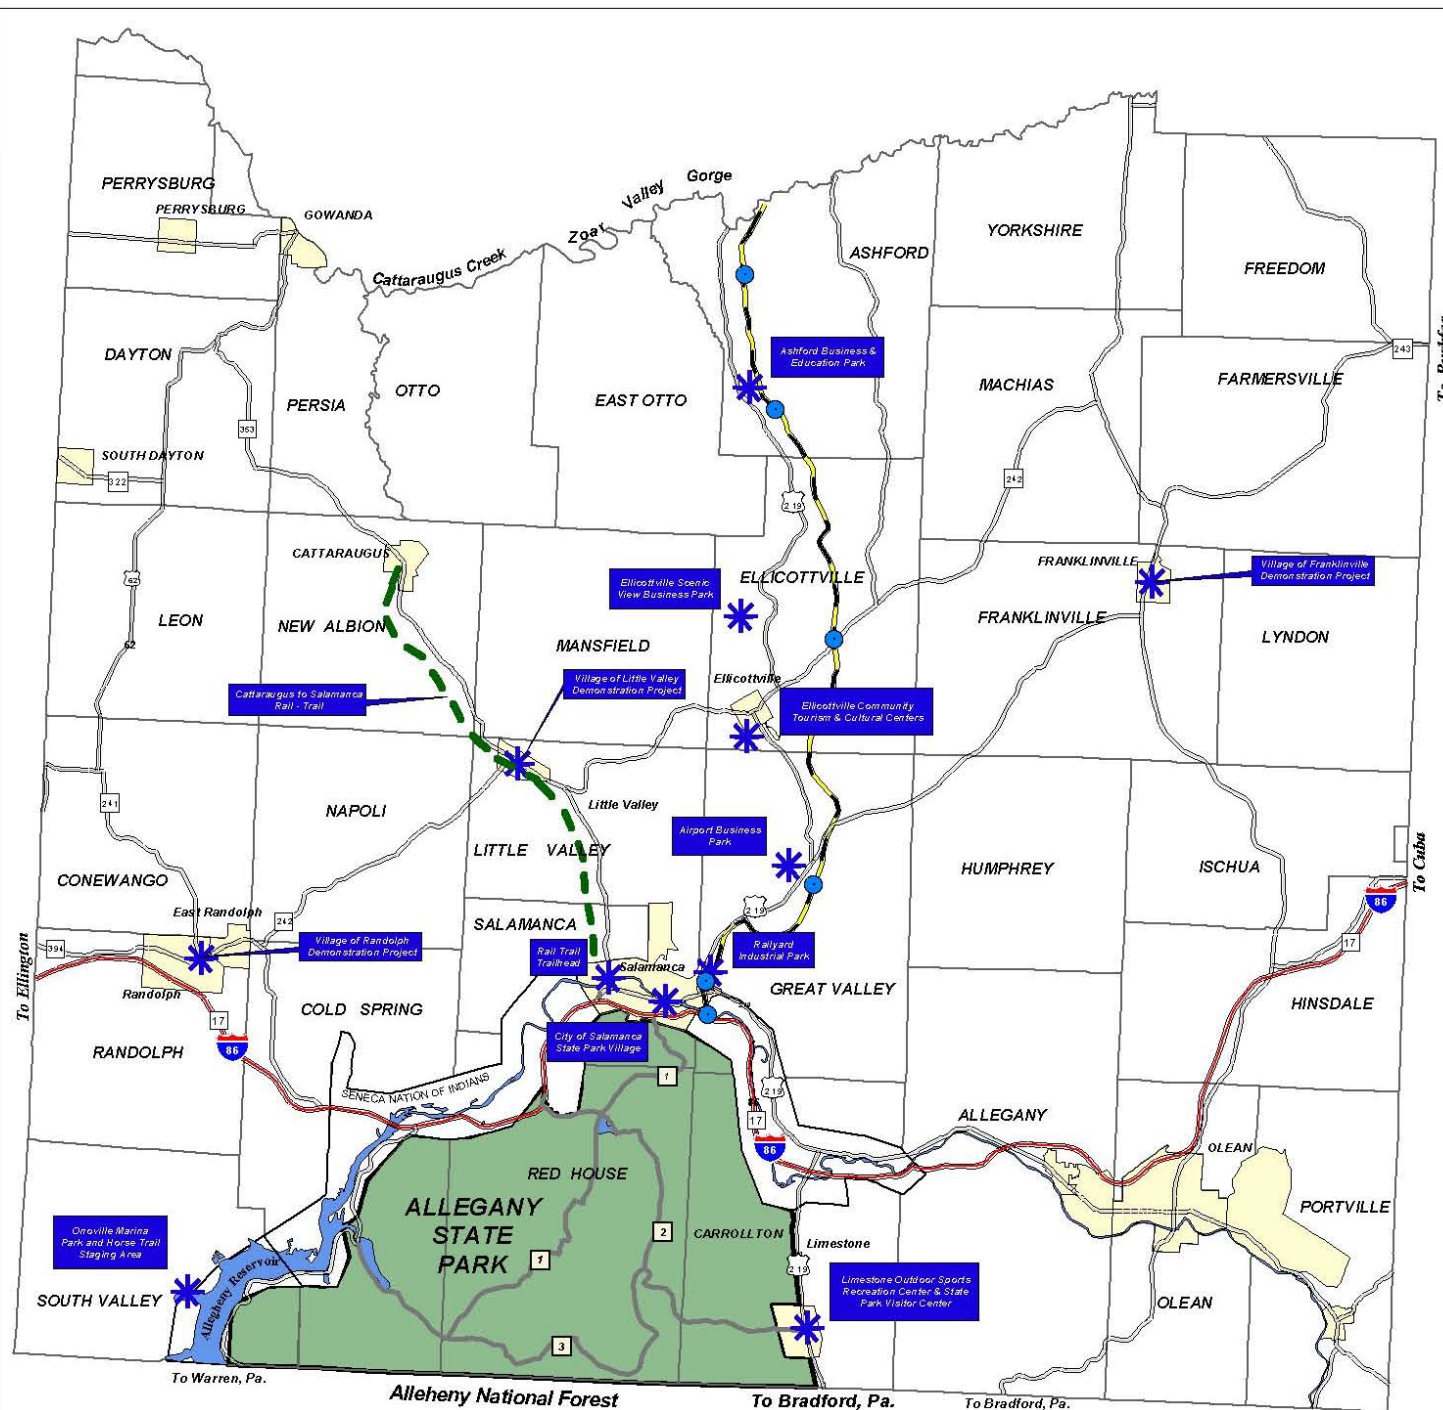 Zoar Valley Gorge
PERRYSBURG
PERRYSBURG
GOWANDA
Cattaraugus Creek
ASHFORD
YORKSHIRE
FREEDOM
DAYTON
PERSIA
OTTO
EAST OTTO
Ashford Business &
Education Park
MACHIAS
FARMERSVILLE
243
353
SOUTH DAYTON
322
219
242
CATTARAUGUS
62
LEON
NEW ALBION
62
Ellicottville Scenic
View Business Park
ELLICOTTVILLE
FRANKLINVILLE
Village of Franklinville
Demonstration Project
FRANKLINVILLE
LYNDON
MANSFIELD
Cattaraugus to Salamanca
Rail - Trail
Village of Little Valley
Demonstration Project
Ellicottville
Ellicottville Community
Tourism & Cultural Centers
241
NAPOLI
Little Valley
LITTLE VALLEY
Airport Business
Park
HUMPHREY
ISCHUA
To Cuba
CONEWANGO
East Randolph
242
SALAMANCA
219
86
394
Village of Randolph
Demonstration Project
Rail Trail
Trailhead
Salamanca
Railyard
Industrial Park
17
To Ellington
Randolph
COLD SPRING
GREAT VALLEY
HINSDALE
17
86
RANDOLPH
City of Salamanca
State Park Village
SENECA NATION OF INDIANS
1
219
17
86
ALLEGANY
OLEAN
RED HOUSE
ALLEGANY
STATE
PARK
2
1
CARROLLTON
Limestone
PORTVILLE
Onoville Marina
Park and Horse Trail
Staging Area
Allegheny Reservoir
SOUTH VALLEY
219
Limestone Outdoor Sports
Recreation Center & State
Park Visitor Center
OLEAN
3
To Warren, Pa.
Alleheny National Forest
To Bradford, Pa.
To Bradford, Pa.